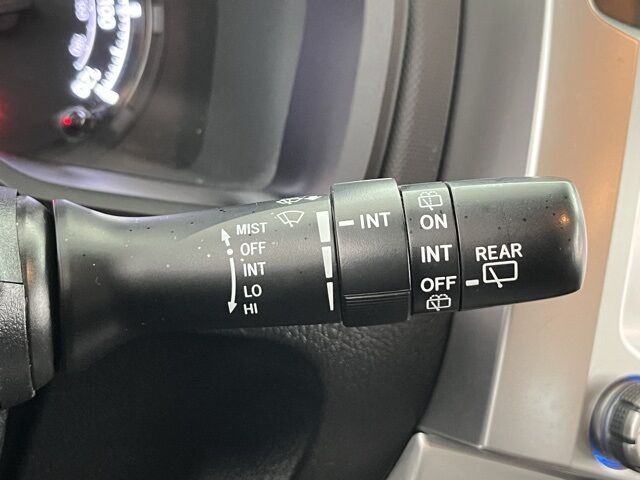 MIST
OFF
INT
LO
HI
INT
ON
INT
OFF
REAR